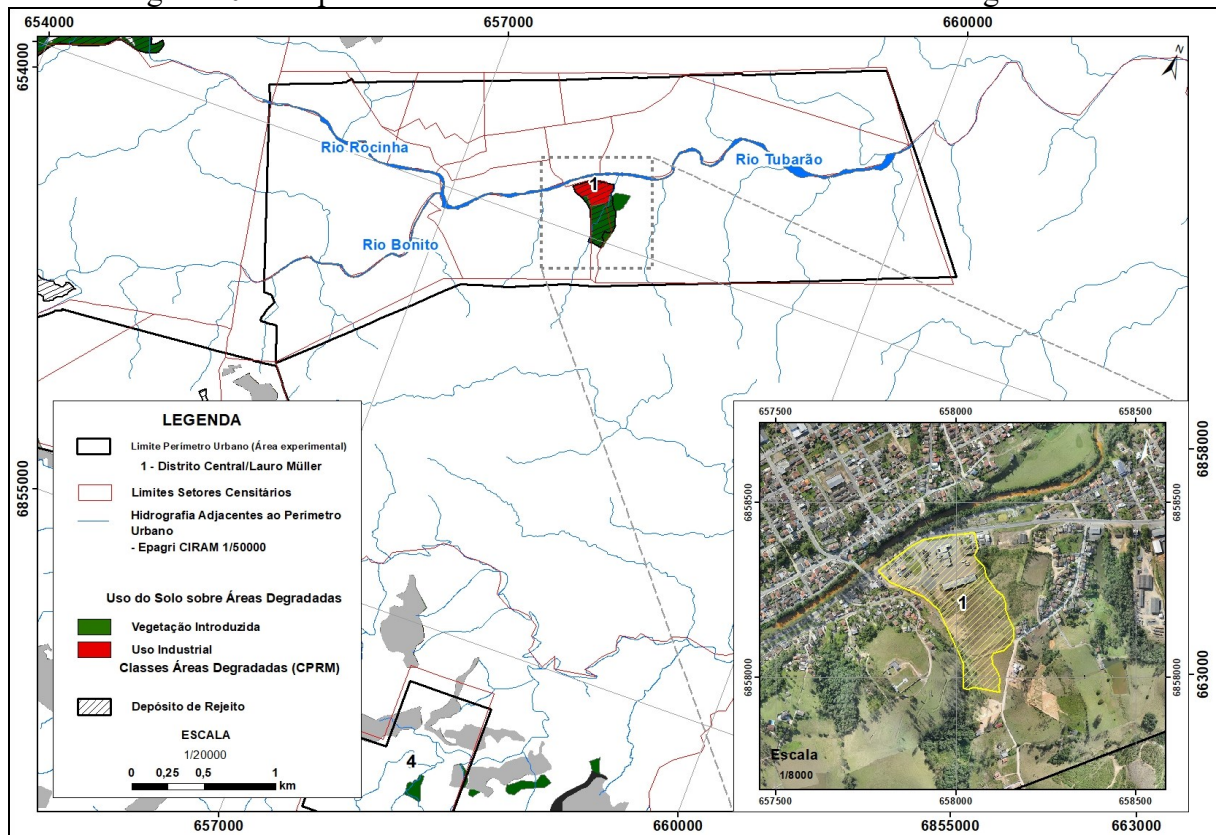 654000
657000
660000
6854000
N
Rio Rocinha
Rio Tubarão
1
Rio Bonito
LEGENDA
Limite Perímetro Urbano (Área experimental)
1 - Distrito Central/Lauro Müller
Limites Setores Censitários
Hidrografia Adjacentes ao Perímetro
Urbano
- Epagri CIRAM 1/50000
Uso do Solo sobre Áreas Degradadas
Vegetação Introduzida
Uso Industrial
Classes Áreas Degradadas (CPRM)
Depósito de Rejeito
ESCALA
1/20000
0 0,25 0,5 1
km
4
657500 658000 658500
6858500
6858500
1
6858000
6858000
Escala
1/8000
657500 658000 658500
6855000
6858000
663000
657000
660000
6855000
663000